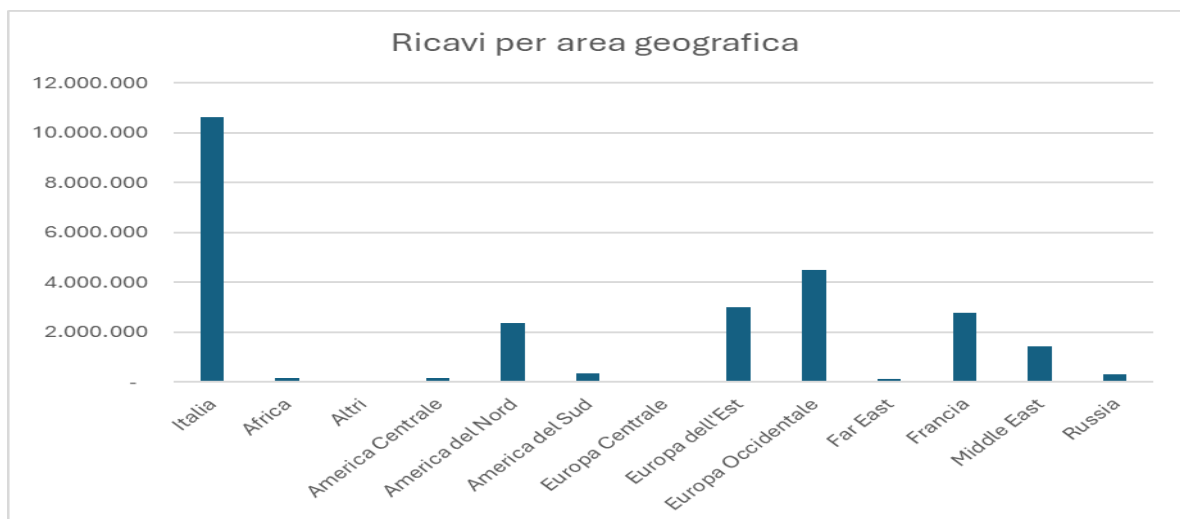 Ricavi per area geografica
12.000.000
10.000.000
8.000.000
6.000.000
4.000.000
2.000.000
-
Italia
Africa
Altri
America Centrale
America del Nord
America del Sud
Europa Centrale
Europa dell'Est
Europa Occidentale
Far East
Francia
Middle East
Russia